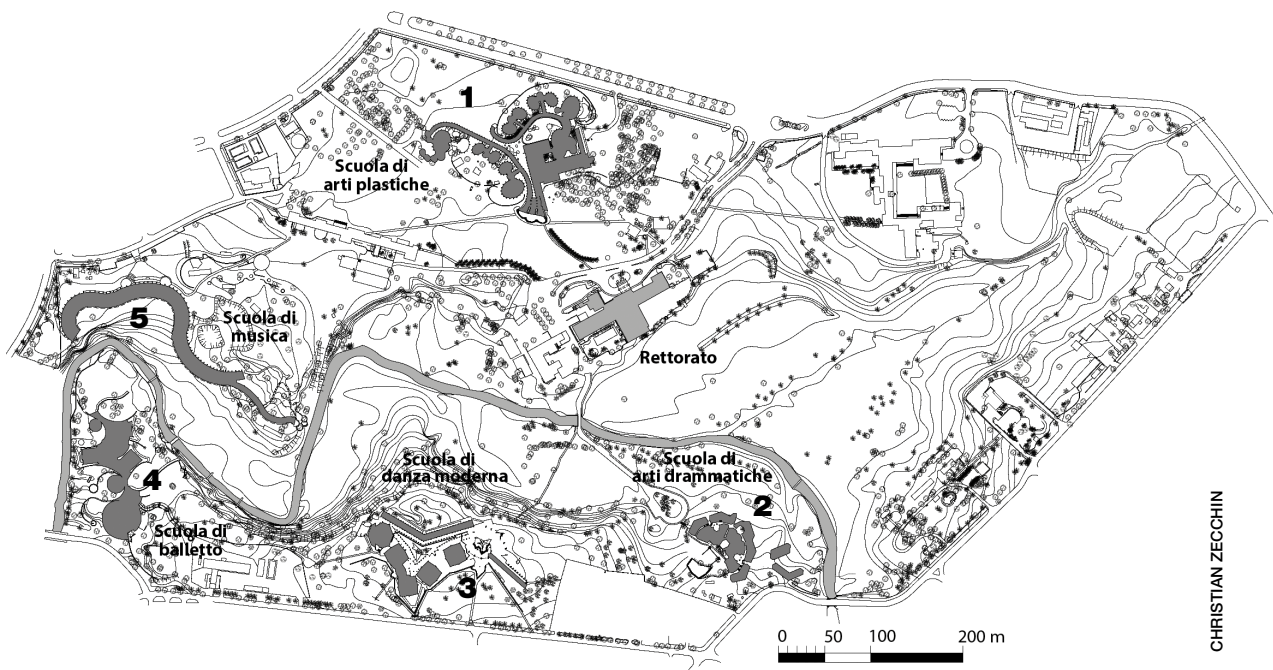 1
Scuola di
arti plastiche
5
Scuola di
musica
Rettorato
4
Scuola di
balletto
Scuola di
danza moderna
3
Scuola di
arti drammatiche
2
0 50 100 200 m
CHRISTIAN ZECCHIN